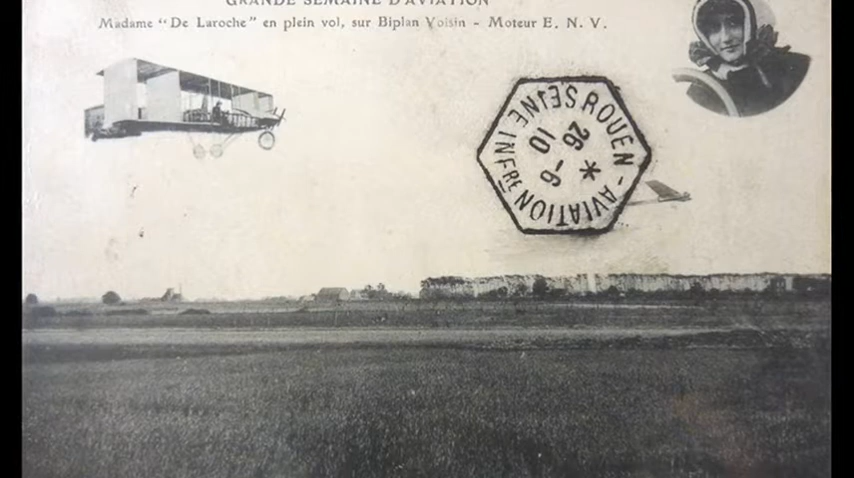 GRANDE SEMAINE D'AVIATION
Madame "De Laroche" en plein vol, sur Biplan Voisin - Moteur E. N. V.
ROUEN-AVIATION
SEINE INFRE
26-6
10
*